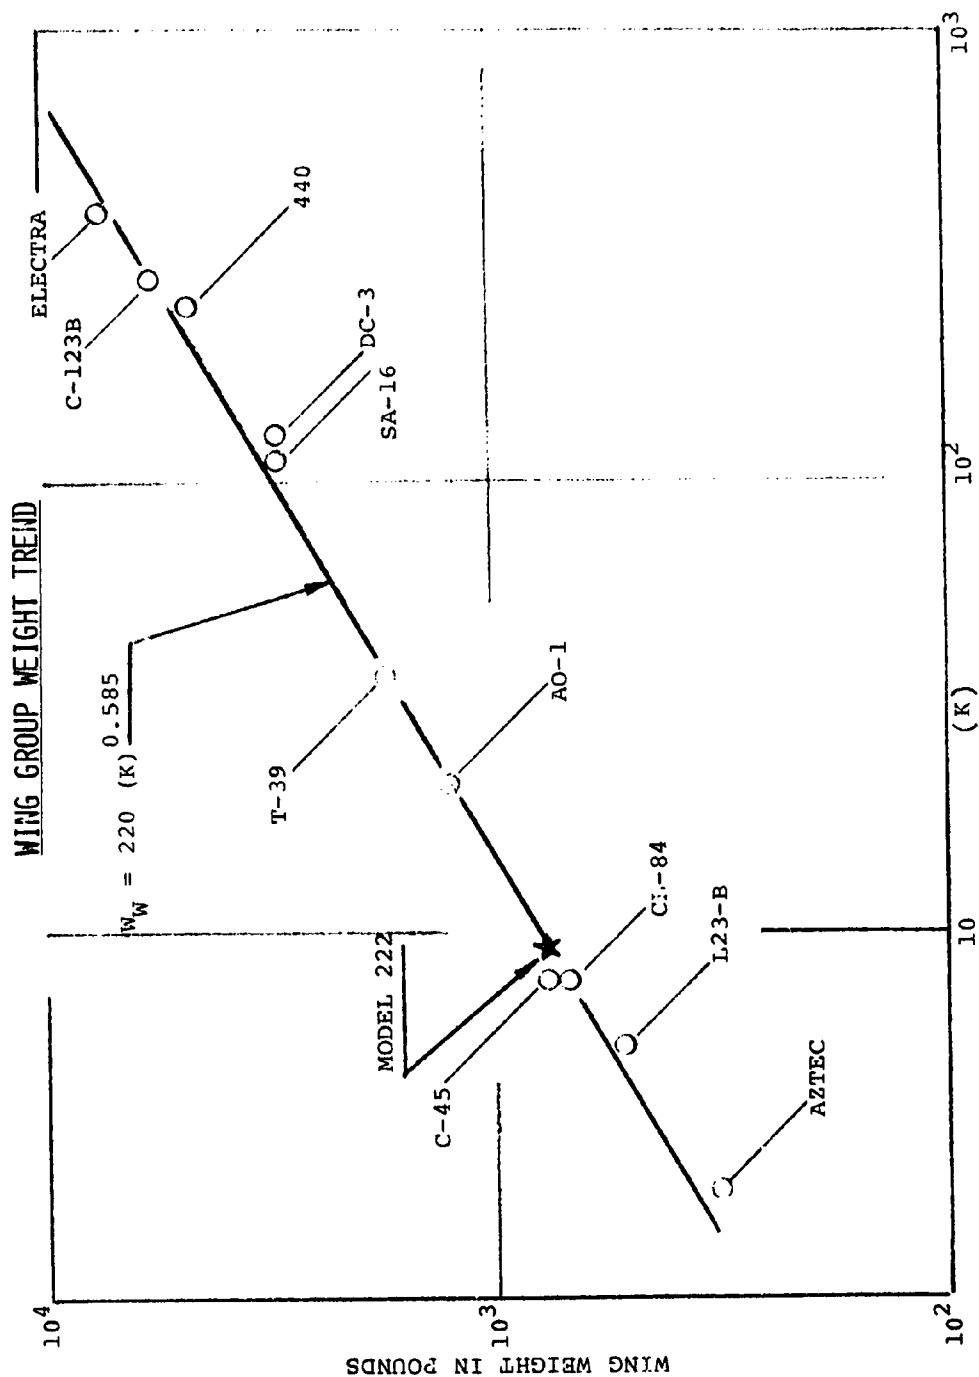 WING GROUP WEIGHT TREND
W_W = 220 (K)^0.585
ELECTRA
C-123B
440
DC-3
SA-16
T-39
AO-1
MODEL 222
C-45
L23-B
AZTEC
WING WEIGHT IN POUNDS
10^4
10^3
10^2
10
10^2
10^3
(K)